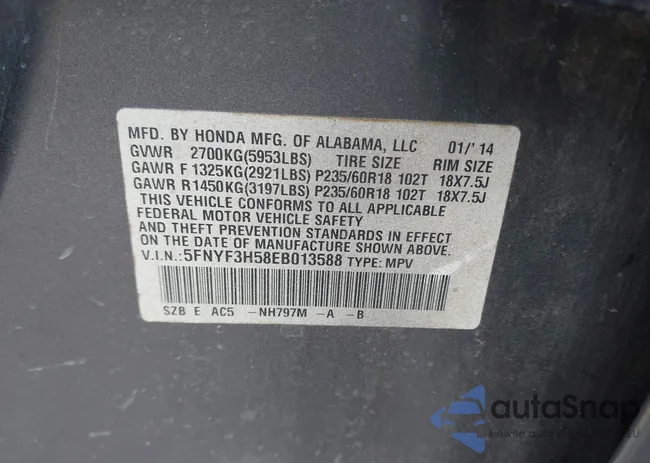 MFD. BY HONDA MFG. OF ALABAMA, LLC 01/'14
GVWR 2700KG(5953LBS) TIRE SIZE RIM SIZE
GAWR F 1325KG(2921LBS) P235/60R18 102T 18X7.5J
GAWR R 1450KG(3197LBS) P235/60R18 102T 18X7.5J
THIS VEHICLE CONFORMS TO ALL APPLICABLE
FEDERAL MOTOR VEHICLE SAFETY
AND THEFT PREVENTION STANDARDS IN EFFECT
ON THE DATE OF MANUFACTURE SHOWN ABOVE.
V.I.N.:5FNYF3H58EB013588 TYPE: MPV
SZB E AC5 -NH797M -A -B
autoSnap